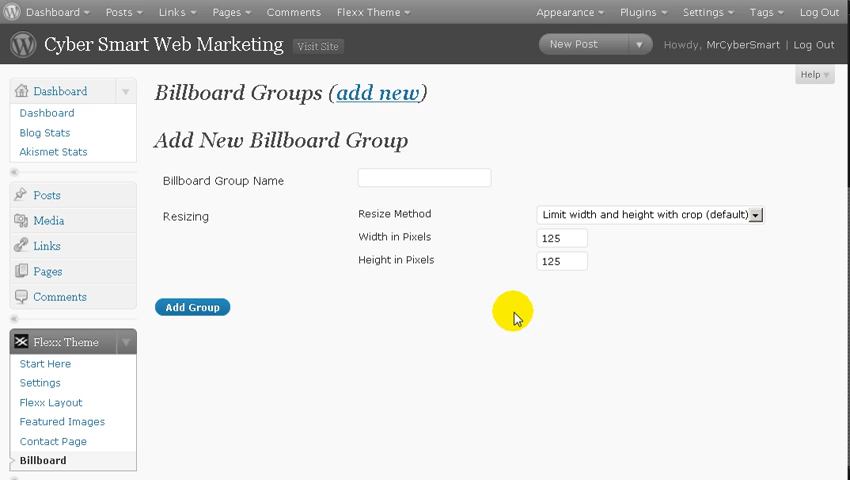 Dashboard Posts Links Pages Comments Flexx Theme Appearance Plugins Settings Tags Log Out
Cyber Smart Web Marketing Visit Site New Post Howdy, MrCyberSmart | Log Out
Help
Dashboard
Dashboard
Blog Stats
Akismet Stats
Posts
Media
Links
Pages
Comments
Flexx Theme
Start Here
Settings
Flexx Layout
Featured Images
Contact Page
Billboard
Billboard Groups (add new)
Add New Billboard Group
Billboard Group Name
Resizing
Resize Method Limit width and height with crop (default)
Width in Pixels 125
Height in Pixels 125
Add Group